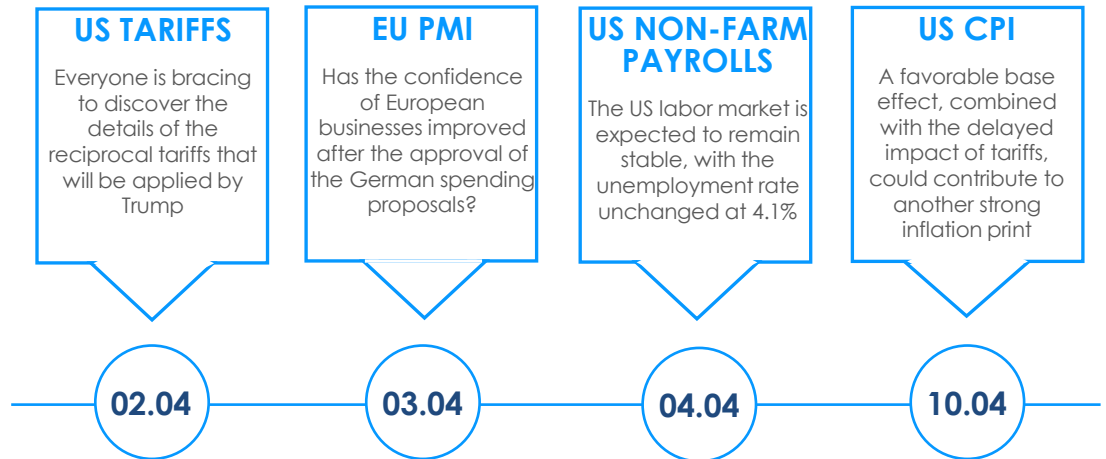 US TARIFFS
Everyone is bracing
to discover the
details of the
reciprocal tariffs that
will be applied by
Trump
02.04
EU PMI
Has the confidence
of European
businesses improved
after the approval of
the German spending
proposals?
03.04
US NON-FARM
PAYROLLS
The US labor market is
expected to remain
stable, with the
unemployment rate
unchanged at 4.1%
04.04
US CPI
A favorable base
effect, combined
with the delayed
impact of tariffs,
could contribute to
another strong
inflation print
10.04